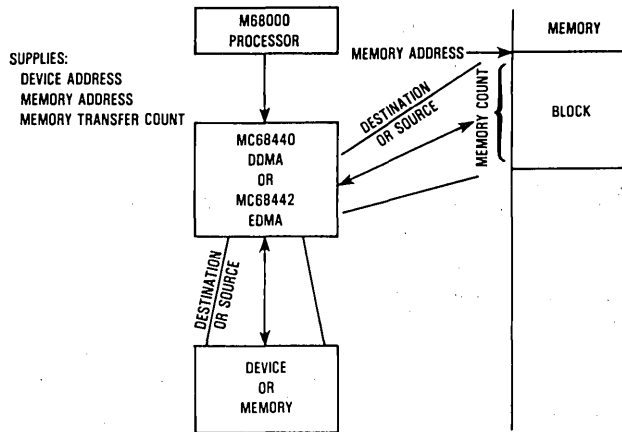 M68000
PROCESSOR
MEMORY
SUPPLIES:
DEVICE ADDRESS
MEMORY ADDRESS
MEMORY TRANSFER COUNT
MEMORY ADDRESS
DESTINATION
OR SOURCE
MEMORY COUNT
BLOCK
MC68440
DDMA
OR
MC68442
EDMA
DESTINATION
OR SOURCE
DEVICE
OR
MEMORY